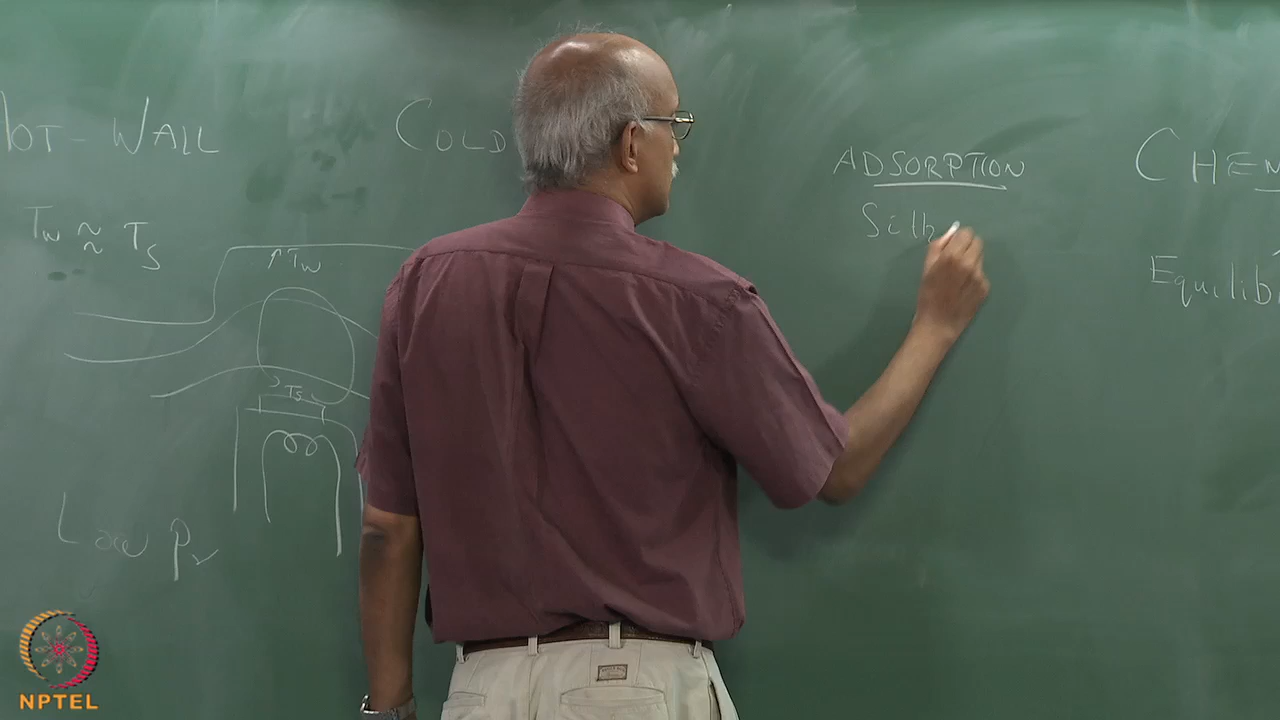 HOT-WALL
COLD
Tw ≈ Ts
↑Tw
Ts
Low Pv
ADSORPTION
Silh
CHEM
Equilib
NPTEL